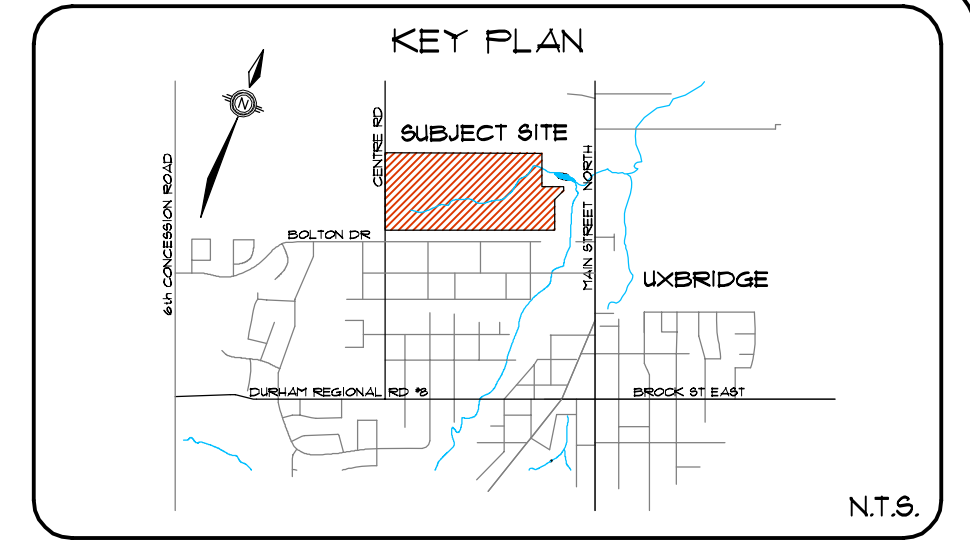 KEY PLAN
N
SUBJECT SITE
CENTRE RD
6th CONCESSION ROAD
MAIN STREET NORTH
BOLTON DR
UXBRIDGE
DURHAM REGIONAL RD #8
BROCK ST EAST
N.T.S.